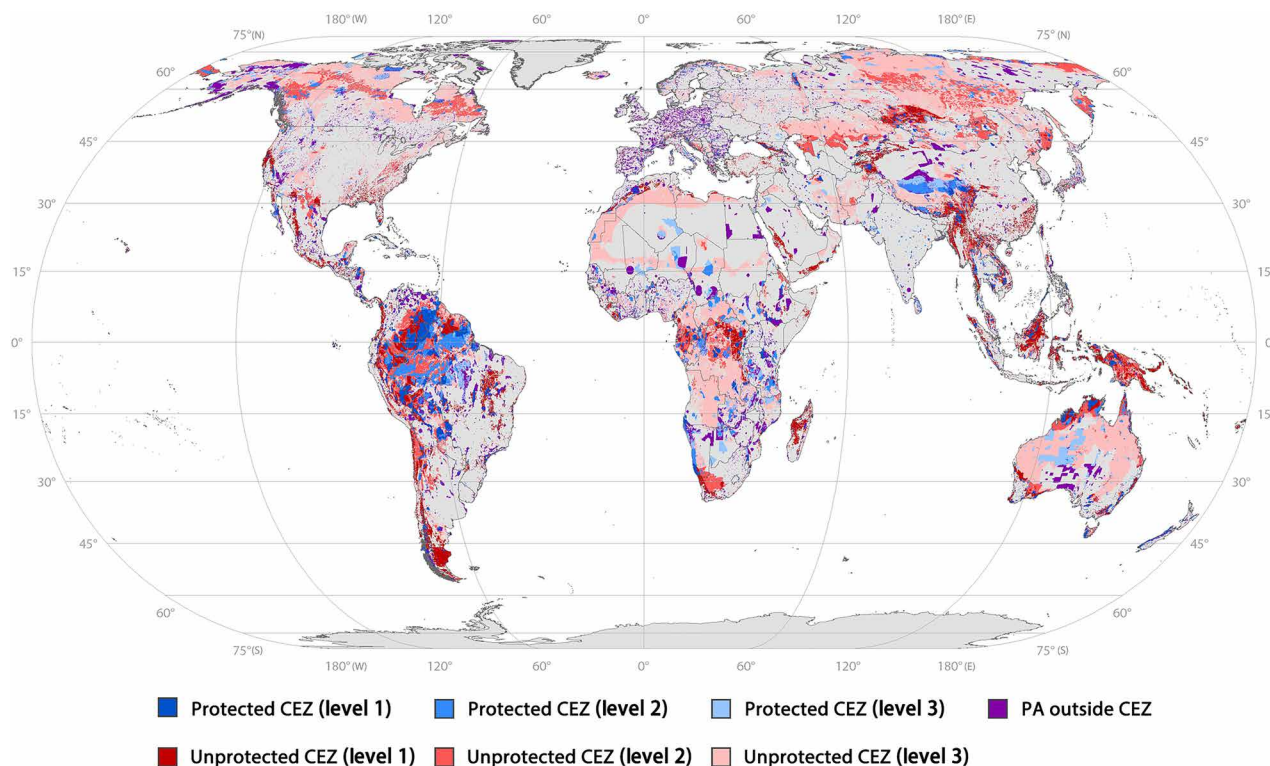 180° (W) 120° 60° 0° 60° 120° 180° (E)
75° (N) 75° (N)
60° 60°
45° 45°
30° 30°
15° 15
0° 0
15° 15
30° 30°
45° 45°
60° 60°
75° (S) 75° (S)
180° (W) 120° 60° 0° 60° 120° 180° (E)
Protected CEZ (level 1) Protected CEZ (level 2) Protected CEZ (level 3) PA outside CEZ
Unprotected CEZ (level 1) Unprotected CEZ (level 2) Unprotected CEZ (level 3)